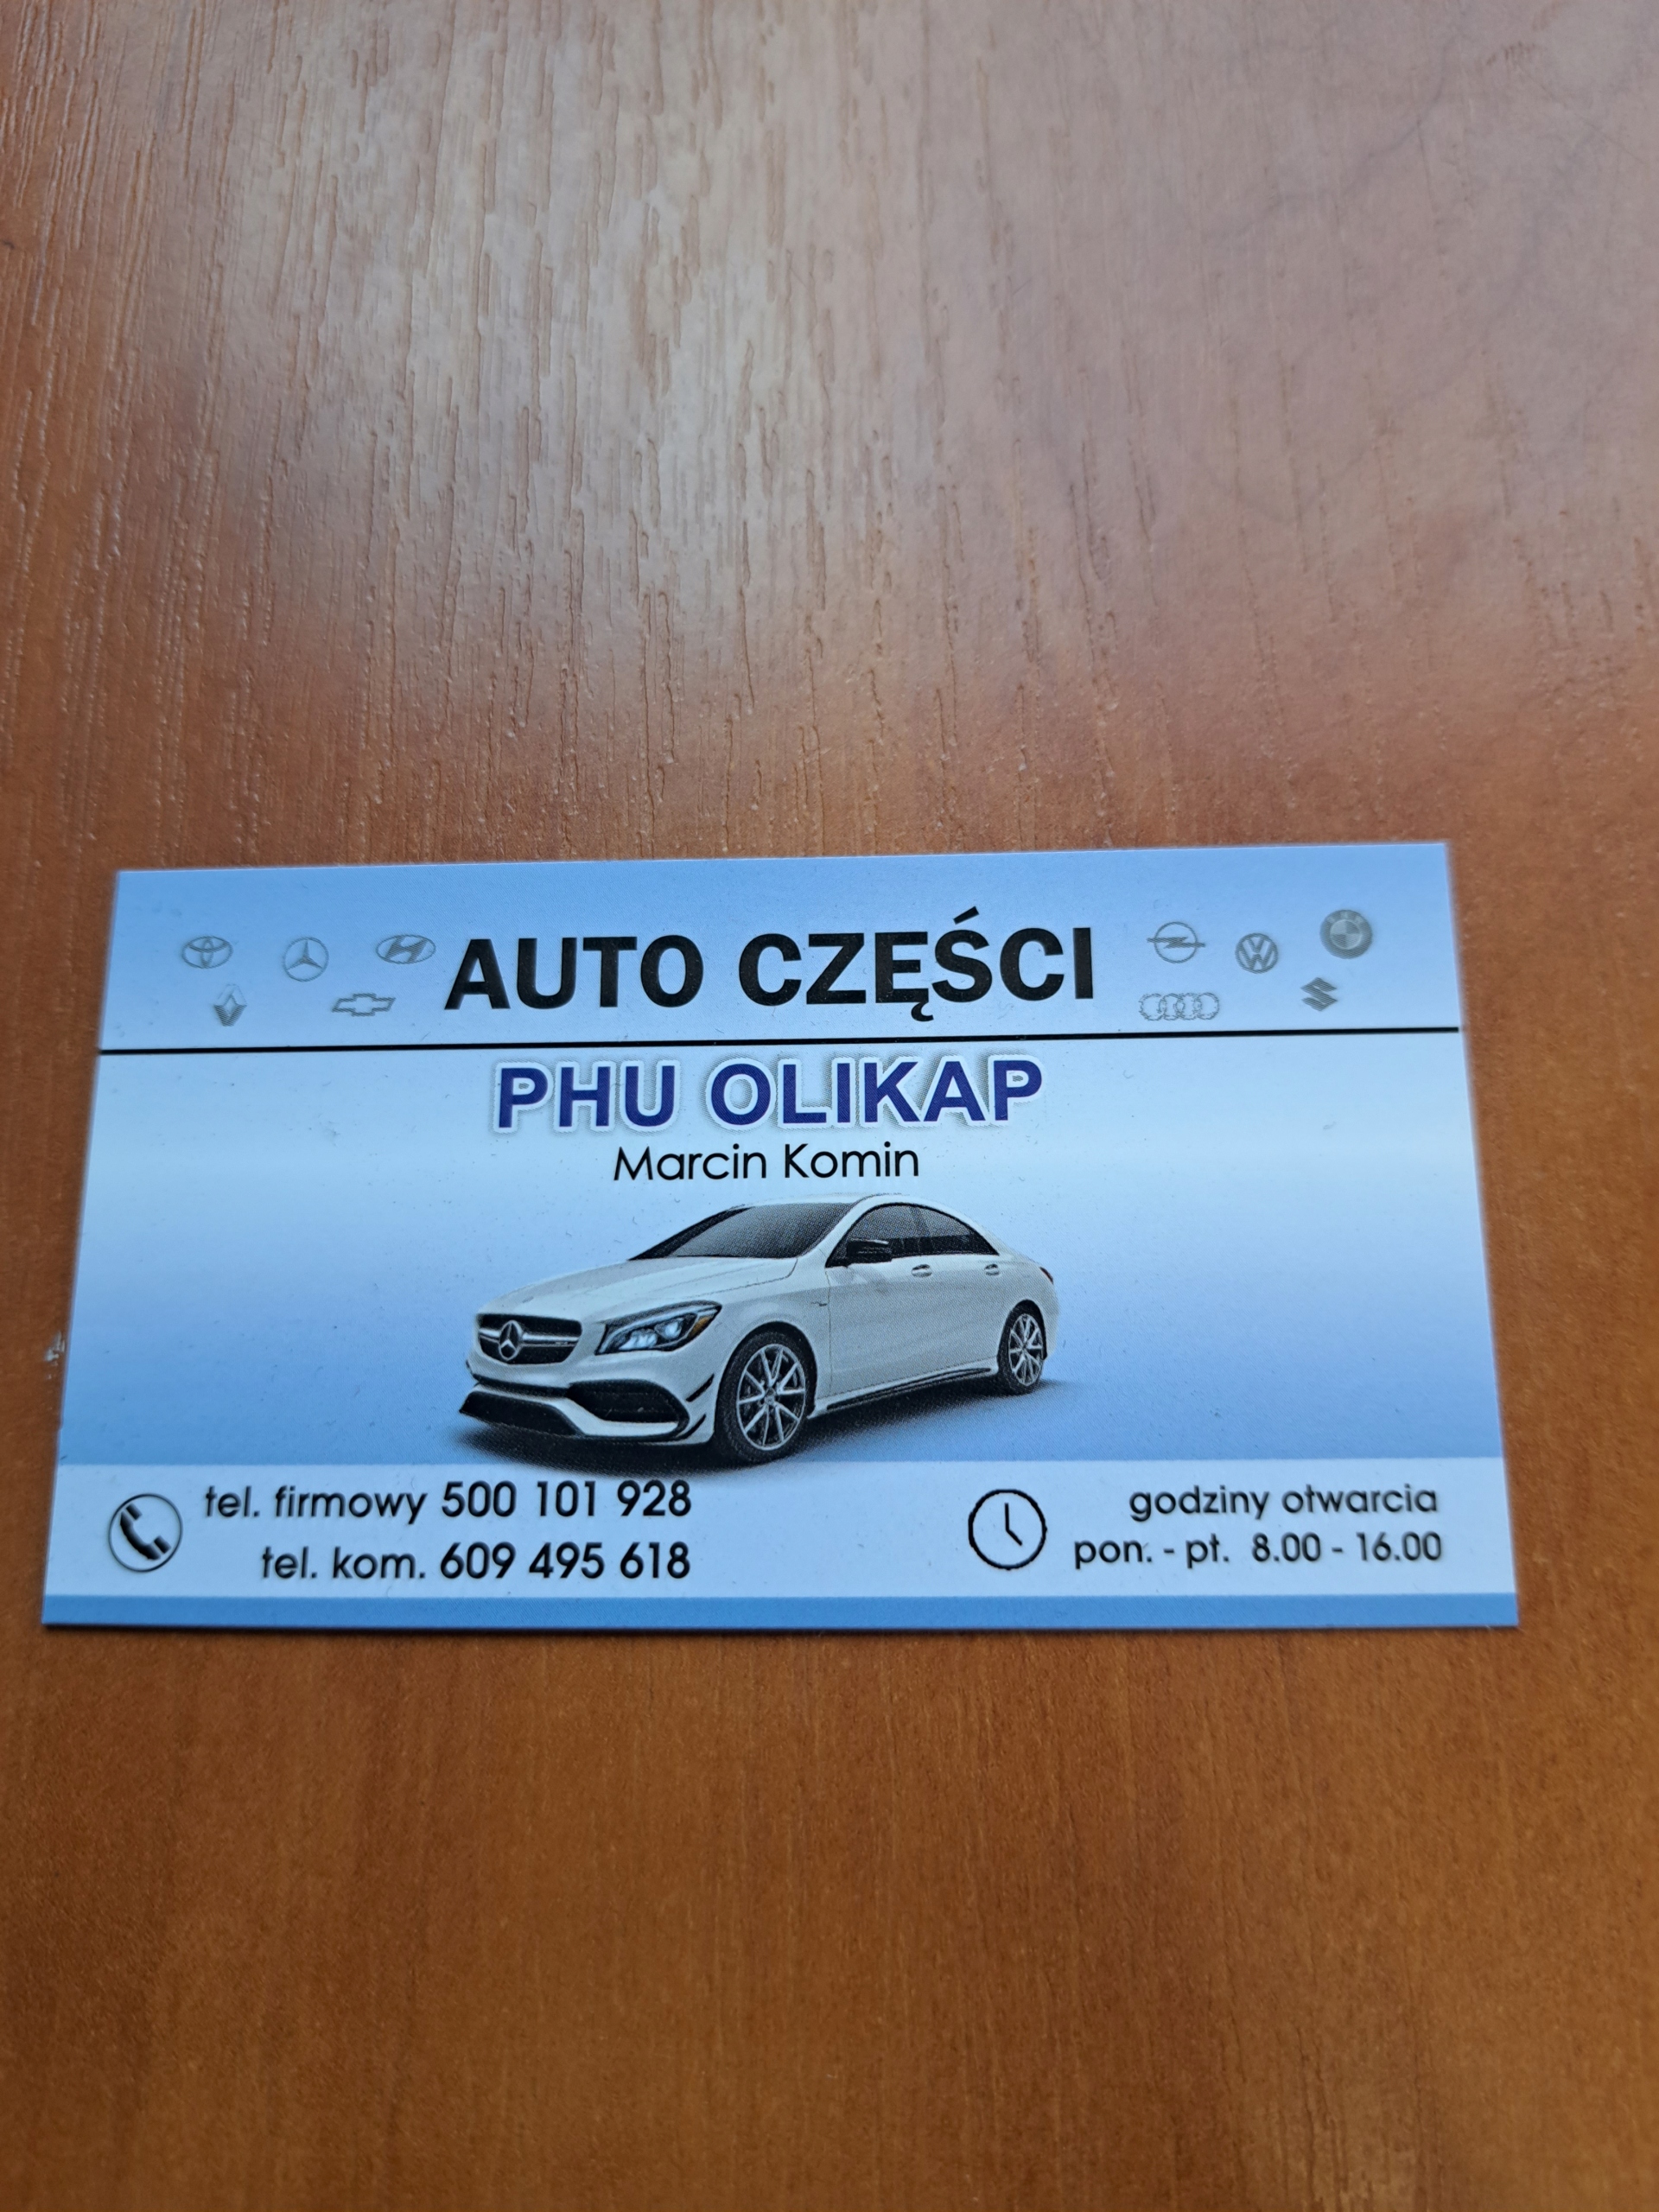 AUTO CZĘŚCI
PHU OLIKAP
Marcin Komin
tel. firmowy 500 101 928
tel. kom. 609 495 618
godziny otwarcia
pon. - pt. 8.00 - 16.00